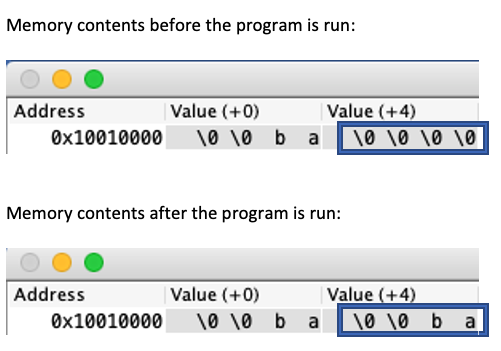 Memory contents before the program is run:
Address Value (+0) Value (+4)
0x10010000 \0 \0 b a \0 \0 \0 \0
Memory contents after the program is run:
Address Value (+0) Value (+4)
0x10010000 \0 \0 b a \0 \0 b a